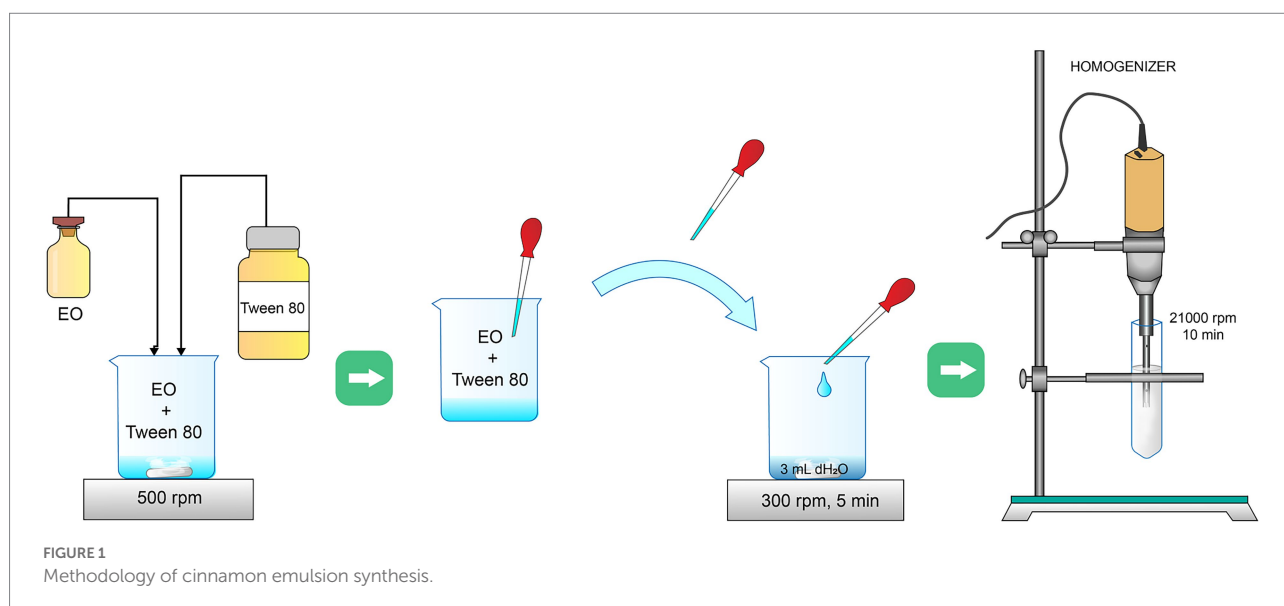 HOMOGENIZER
EO
Tween 80
EO
+
Tween 80
500 rpm
EO
+
Tween 80
3 mL dH₂O
300 rpm, 5 min
21000 rpm
10 min
FIGURE 1
Methodology of cinnamon emulsion synthesis.